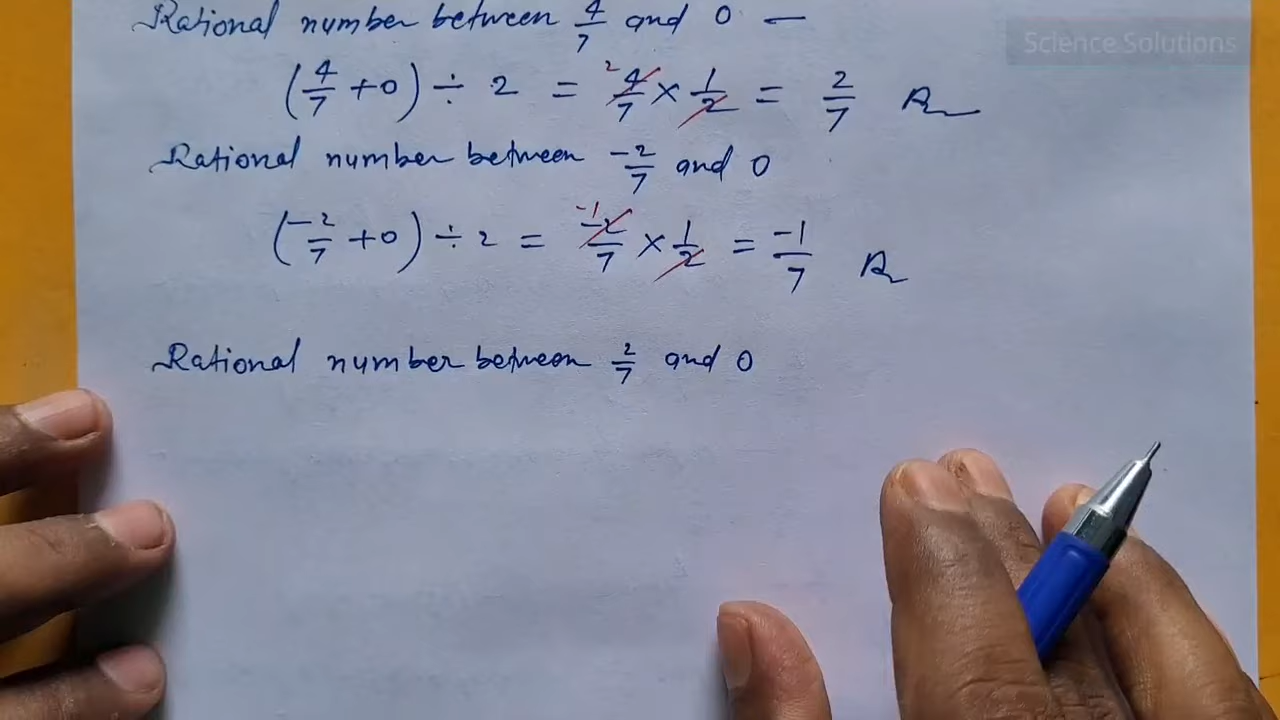 Rational number between 4/7 and 0 —
Science Solutions
(4/7 + 0) ÷ 2 = 2 4/7 × 1/2 = 2/7
Rational number between -2/7 and 0
(-2/7 + 0) ÷ 2 = -1 -2/7 × 1/2 = -1/7
Rational number between 2/7 and 0